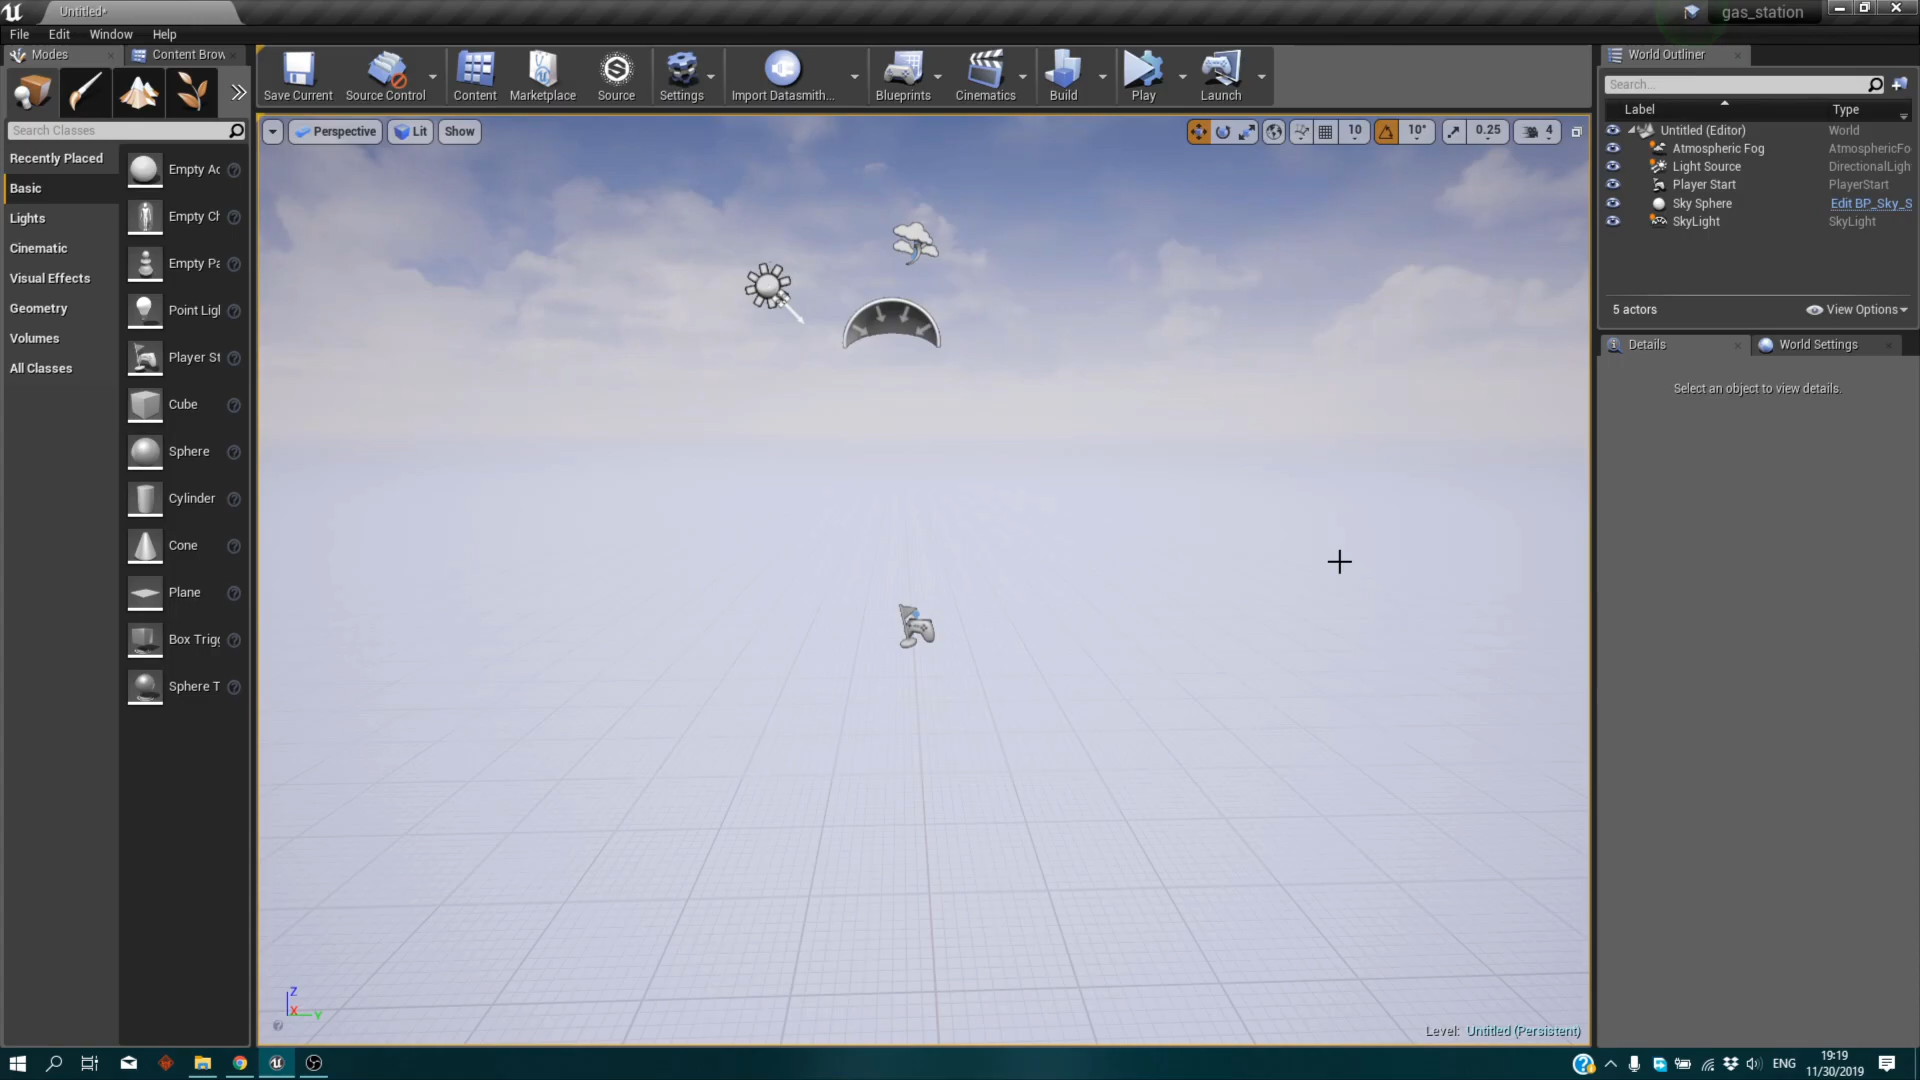 Untitled*
gas_station
File Edit Window Help
Modes
Content Brow
Save Current
Source Control
Content
Marketplace
Source
Settings
Import Datasmith...
Blueprints
Cinematics
Build
Play
Launch
World Outliner
Search...
Label Type
Untitled (Editor) World
Atmospheric Fog AtmosphericFo
Light Source DirectionalLigh
Player Start PlayerStart
Sky Sphere Edit BP_Sky_S
SkyLight SkyLight
5 actors
View Options
Details
World Settings
Select an object to view details.
Search Classes
Recently Placed
Basic
Lights
Cinematic
Visual Effects
Geometry
Volumes
All Classes
Empty Ac
Empty Ch
Empty Pa
Point Ligl
Player St
Cube
Sphere
Cylinder
Cone
Plane
Box Trigg
Sphere T
Perspective
Lit
Show
10
10°
0.25
4
Z
X
Y
Level: Untitled (Persistent)
ENG
19:19
11/30/2019